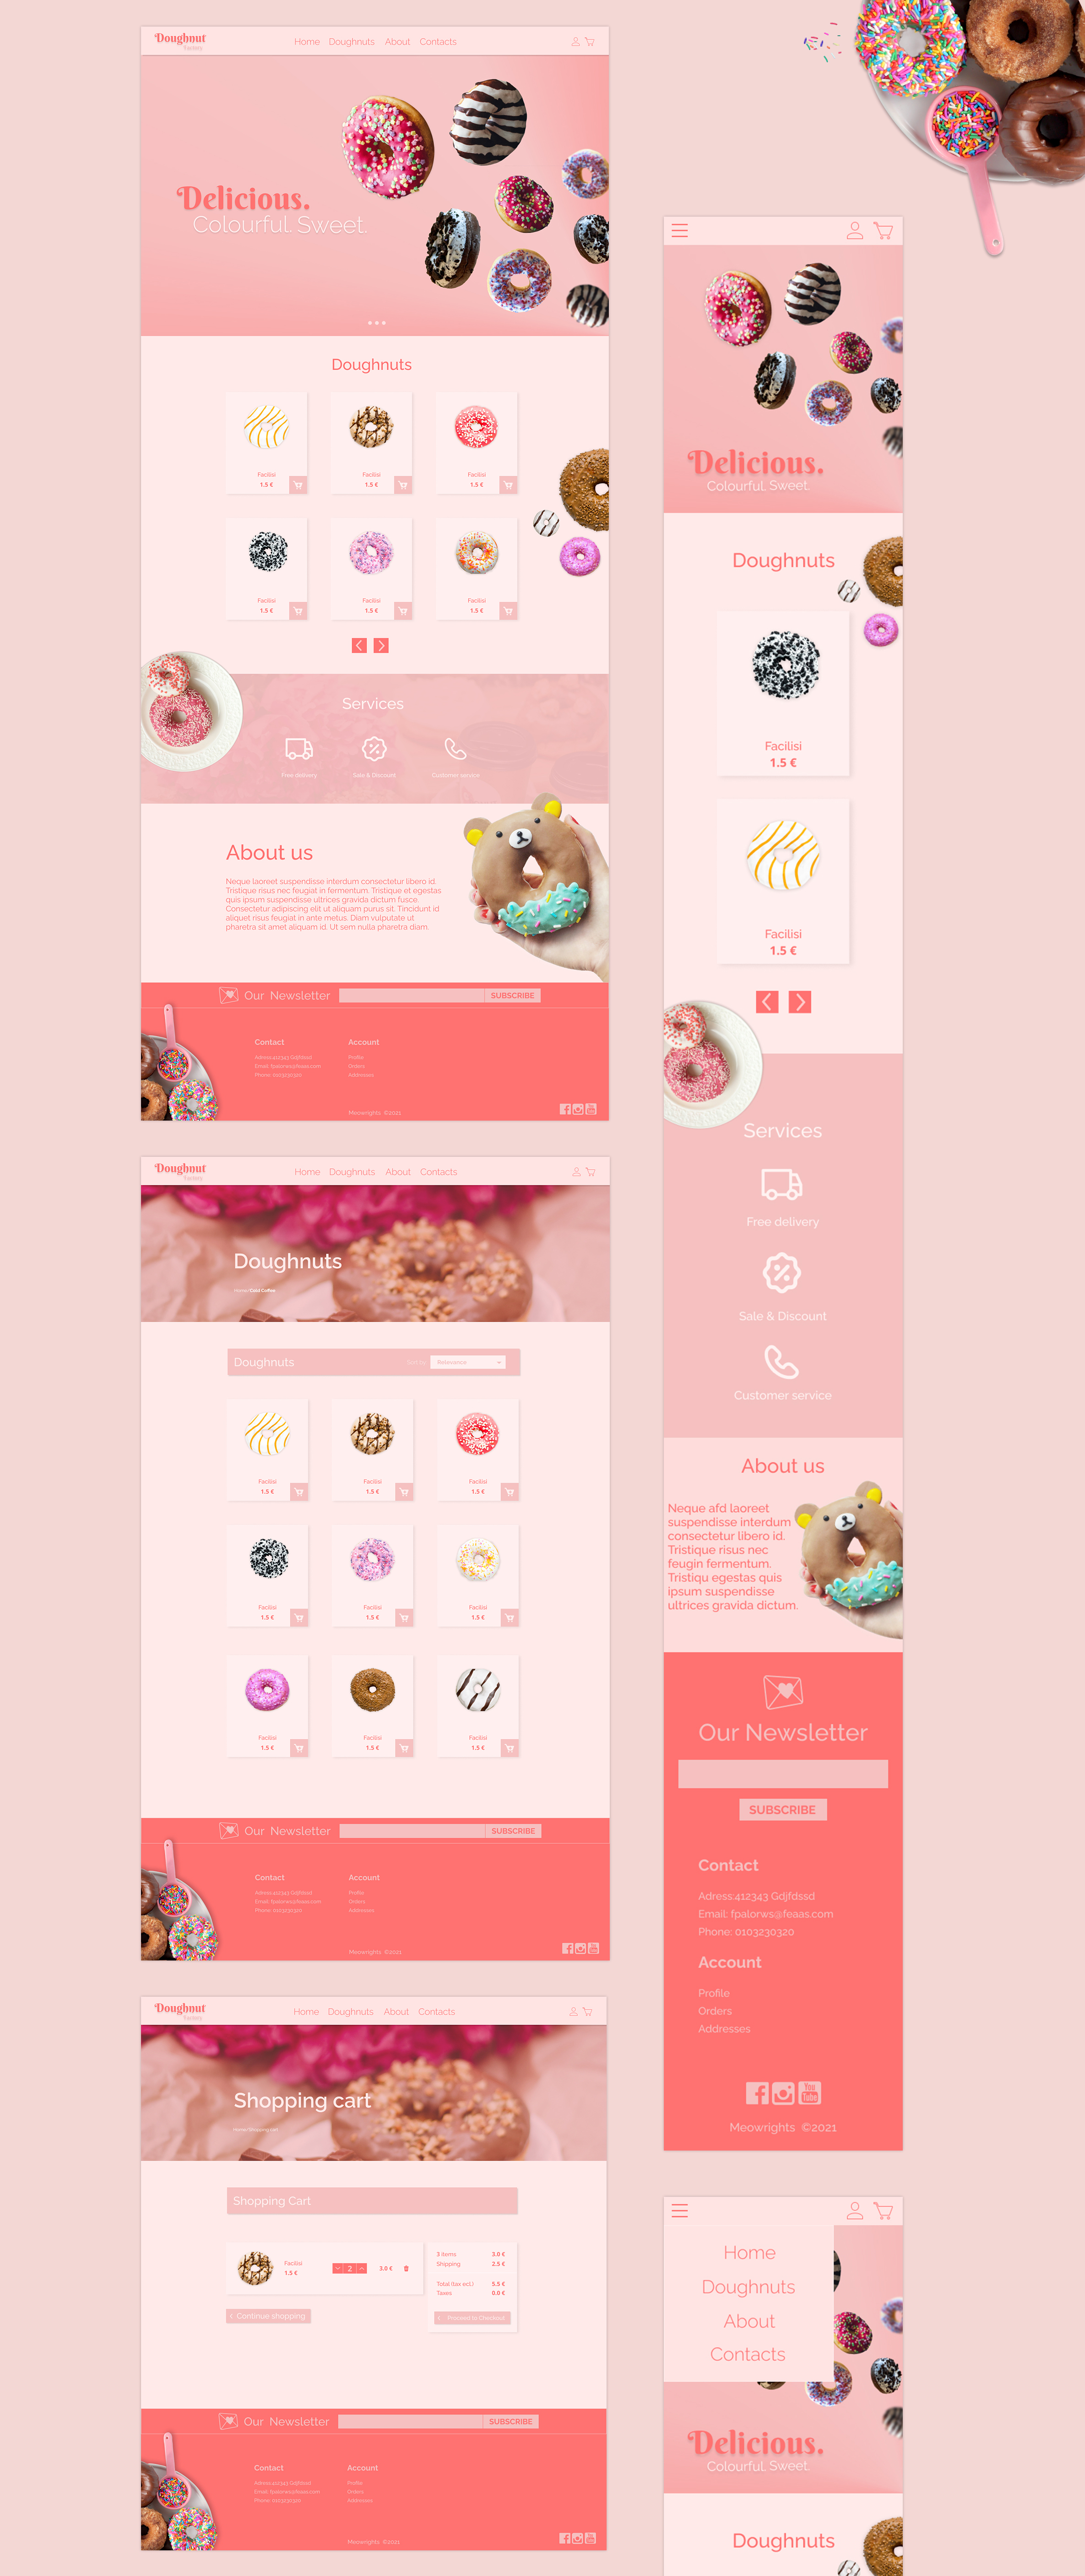 Doughnut
Factory
Home Doughnuts About Contacts
Delicious.
Colourful. Sweet.
Doughnuts
Facilisi
1.5 €
Facilisi
1.5 €
Facilisi
1.5 €
Facilisi
1.5 €
Facilisi
1.5 €
Facilisi
1.5 €
Services
Free delivery
Sale & Discount
Customer service
About us
Neque laoreet suspendisse interdum consectetur libero id.
Tristique risus nec feugiat in fermentum. Tristique et egestas
quis ipsum suspendisse ultrices gravida dictum fusce.
Consectetur adipiscing elit ut aliquam purus sit. Tincidunt id
aliquet risus feugiat in ante metus. Diam vulputate ut
pharetra sit amet aliquam id. Ut sem nulla pharetra diam.
Our Newsletter
SUBSCRIBE
Contact
Adress:412343 Gdjfdssd
Email: fpalorws@feaas.com
Phone: 0103230320
Account
Profile
Orders
Addresses
Meowrights ©2021
Doughnut
Factory
Home Doughnuts About Contacts
Doughnuts
Home/Cold Coffee
Doughnuts
Sort by
Relevance
Facilisi
1.5 €
Facilisi
1.5 €
Facilisi
1.5 €
Facilisi
1.5 €
Facilisi
1.5 €
Facilisi
1.5 €
Facilisi
1.5 €
Facilisi
1.5 €
Facilisi
1.5 €
Our Newsletter
SUBSCRIBE
Contact
Adress:412343 Gdjfdssd
Email: fpalorws@feaas.com
Phone: 0103230320
Account
Profile
Orders
Addresses
Meowrights ©2021
Doughnut
Factory
Home Doughnuts About Contacts
Shopping cart
Home/Shopping cart
Shopping Cart
Facilisi
1.5 €
2
3.0 €
3 items 3.0 €
Shipping 2.5 €
Total (tax ecl.) 5.5 €
Taxes 0.0 €
Continue shopping
Proceed to Checkout
Our Newsletter
SUBSCRIBE
Contact
Adress:412343 Gdjfdssd
Email: fpalorws@feaas.com
Phone: 0103230320
Account
Profile
Orders
Addresses
Meowrights ©2021
Delicious.
Colourful. Sweet.
Doughnuts
Facilisi
1.5 €
Facilisi
1.5 €
Services
Free delivery
Sale & Discount
Customer service
About us
Neque afd laoreet
suspendisse interdum
consectetur libero id.
Tristique risus nec
feugin fermentum.
Tristiqu egestas quis
ipsum suspendisse
ultrices gravida dictum.
Our Newsletter
SUBSCRIBE
Contact
Adress:412343 Gdjfdssd
Email: fpalorws@feaas.com
Phone: 0103230320
Account
Profile
Orders
Addresses
You
Tube
Meowrights ©2021
Home
Doughnuts
About
Contacts
Delicious.
Colourful. Sweet.
Doughnuts